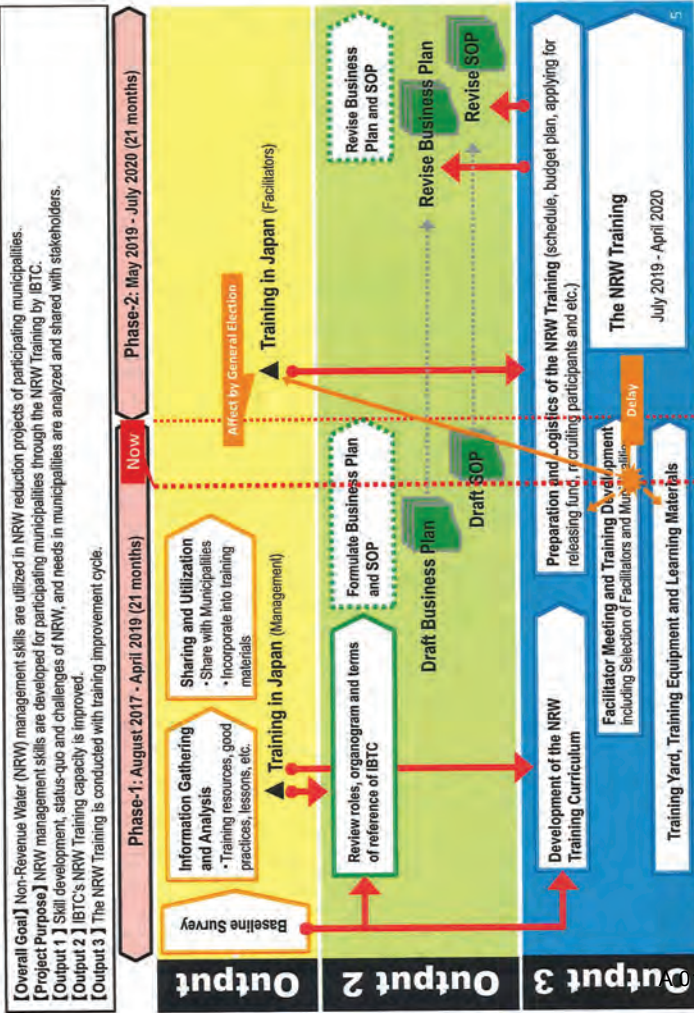 【Overall Goal】Non-Revenue Water (NRW) management skills are utilized in NRW reduction projects of participating municipalities.
【Project Purpose】NRW management skills are developed for participating municipalities through the NRW Training by IBTC.
【Output 1】Skill development, status-quo and challenges of NRW, and needs in municipalities are analyzed and shared with stakeholders.
【Output 2】IBTC's NRW Training capacity is improved.
【Output 3】The NRW Training is conducted with training improvement cycle.
Phase-1: August 2017 - April 2019 (21 months)
Now
Phase-2: May 2019 - July 2020 (21 months)
Output
Baseline Survey
Information Gathering
and Analysis
• Training resources, good
practices, lessons, etc.
Sharing and Utilization
• Share with Municipalities
• Incorporate into training
materials
Affect by General Election
Training in Japan (Management)
Training in Japan (Facilitators)
Output 2
Review roles, organogram and terms
of reference of IBTC
Formulate Business Plan
and SOP
Revise Business
Plan and SOP
Draft Business Plan
Revise Business Plan
Draft SOP
Revise SOP
Output 3
Development of the NRW
Training Curriculum
Preparation and Logistics of the NRW Training (schedule, budget plan, applying for
releasing fund, recruiting participants and etc.)
Facilitator Meeting and Training Development
including Selection of Facilitators and
Delay
Training Yard, Training Equipment and Learning Materials
The NRW Training
July 2019 - April 2020
5